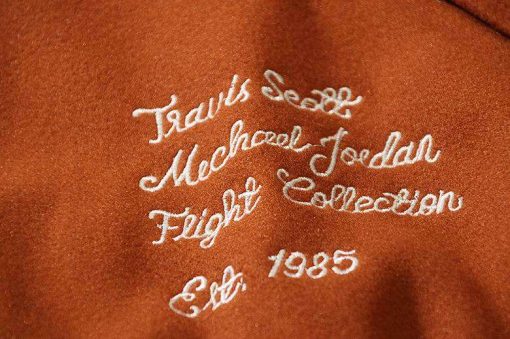 Travis Scott
Michael Jordan
Flight Collection
Est. 1985